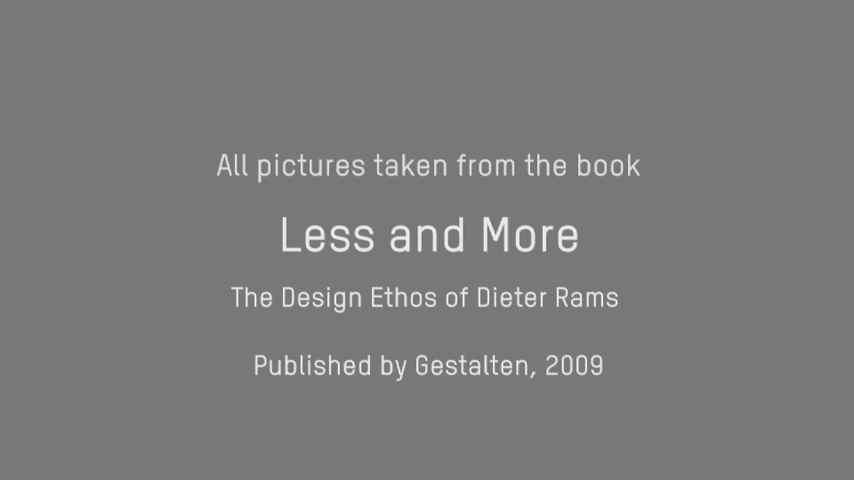 All pictures taken from the book
Less and More
The Design Ethos of Dieter Rams
Published by Gestalten, 2009